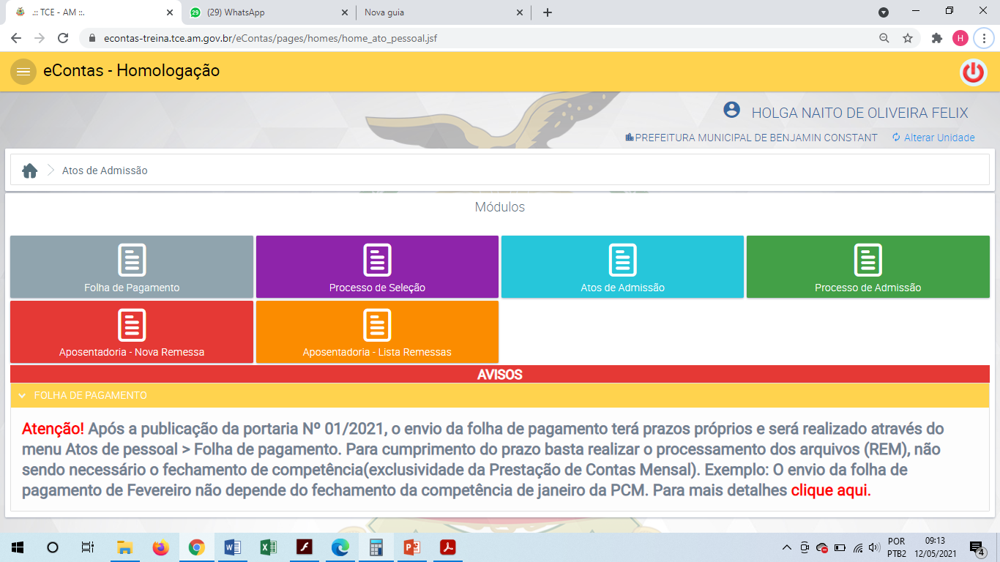 .:: TCE - AM ::.
(29) WhatsApp
Nova guia
econtas-treina.tce.am.gov.br/eContas/pages/homes/home_ato_pessoal.jsf
H
eContas - Homologação
HOLGA NAITO DE OLIVEIRA FELIX
PREFEITURA MUNICIPAL DE BENJAMIN CONSTANT Alterar Unidade
Atos de Admissão
Módulos
Folha de Pagamento
Processo de Seleção
Atos de Admissão
Processo de Admissão
Aposentadoria - Nova Remessa
Aposentadoria - Lista Remessas
AVISOS
FOLHA DE PAGAMENTO
Atenção! Após a publicação da portaria Nº 01/2021, o envio da folha de pagamento terá prazos próprios e será realizado através do
menu Atos de pessoal > Folha de pagamento. Para cumprimento do prazo basta realizar o processamento dos arquivos (REM), não
sendo necessário o fechamento de competência(exclusividade da Prestação de Contas Mensal). Exemplo: O envio da folha de
pagamento de Fevereiro não depende do fechamento da competência de janeiro da PCM. Para mais detalhes clique aqui.
POR
PTB2
09:13
12/05/2021
4